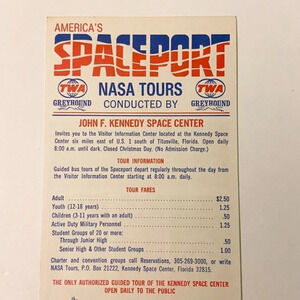 AMERICA'S
SPACEPORT
TWA NASA TOURS TWA
GREYHOUND CONDUCTED BY GREYHOUND
JOHN F. KENNEDY SPACE CENTER
Invites you to the Visitor Information Center located at the Kennedy Space
Center six miles east of U.S. 1 south of Titusville, Florida. Open daily
8:00 a.m. until dark. Closed Christmas Day. (No Admission Charge.)
TOUR INFORMATION
Guided bus tours of the Spaceport depart regularly throughout the day from
the Visitor Information Center starting at 8:00 a.m. daily.
TOUR FARES
Adult $2.50
Youth (12-18 years) 1.25
Children (3-11 years with an adult) .50
Active Duty Military Personnel 1.25
Student Groups of 20 or more:
Through Junior High .50
Senior High & Other Student Groups 1.00
Charter and convention group calls Reservations, 305-269-3000, or write
NASA Tours, P.O. Box 21222, Kennedy Space Center, Florida 32815.
THE ONLY AUTHORIZED GUIDED TOUR OF THE KENNEDY SPACE CENTER
OPEN DAILY TO THE PUBLIC